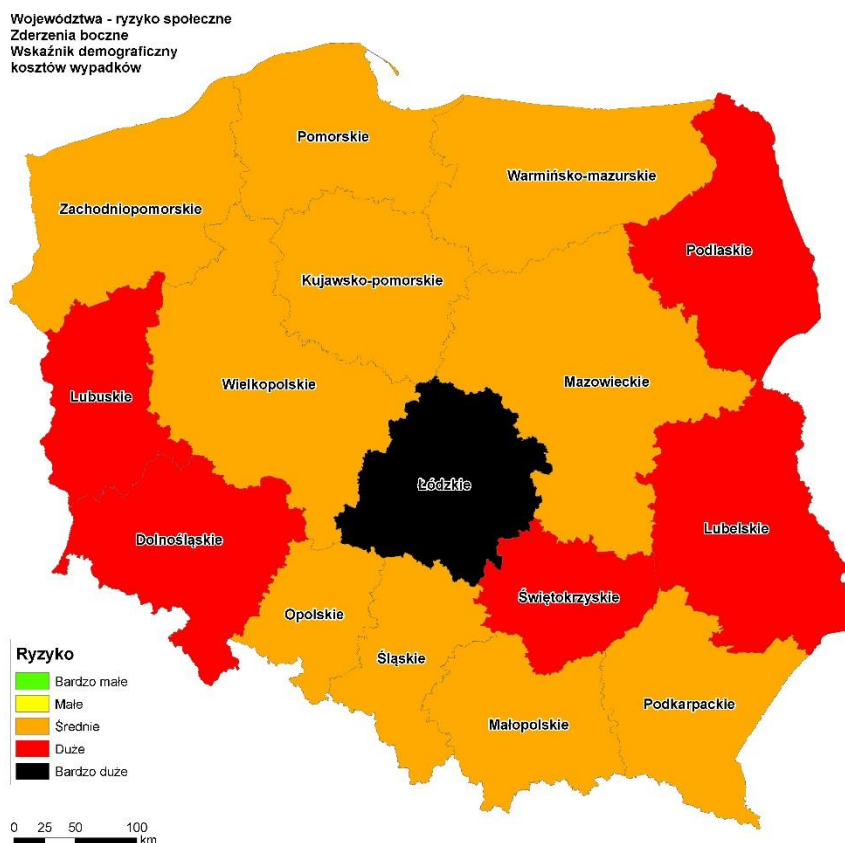 Województwa - ryzyko społeczne
Zderzenia boczne
Wskaźnik demograficzny
kosztów wypadków
Pomorskie
Warmińsko-mazurskie
Zachodniopomorskie
Podlaskie
Kujawsko-pomorskie
Wielkopolskie
Mazowieckie
Lubuskie
Łódzkie
Lubelskie
Dolnośląskie
Świętokrzyskie
Opolskie
Śląskie
Podkarpackie
Małopolskie
Ryzyko
Bardzo małe
Małe
Średnie
Duże
Bardzo duże
0 25 50 100
km